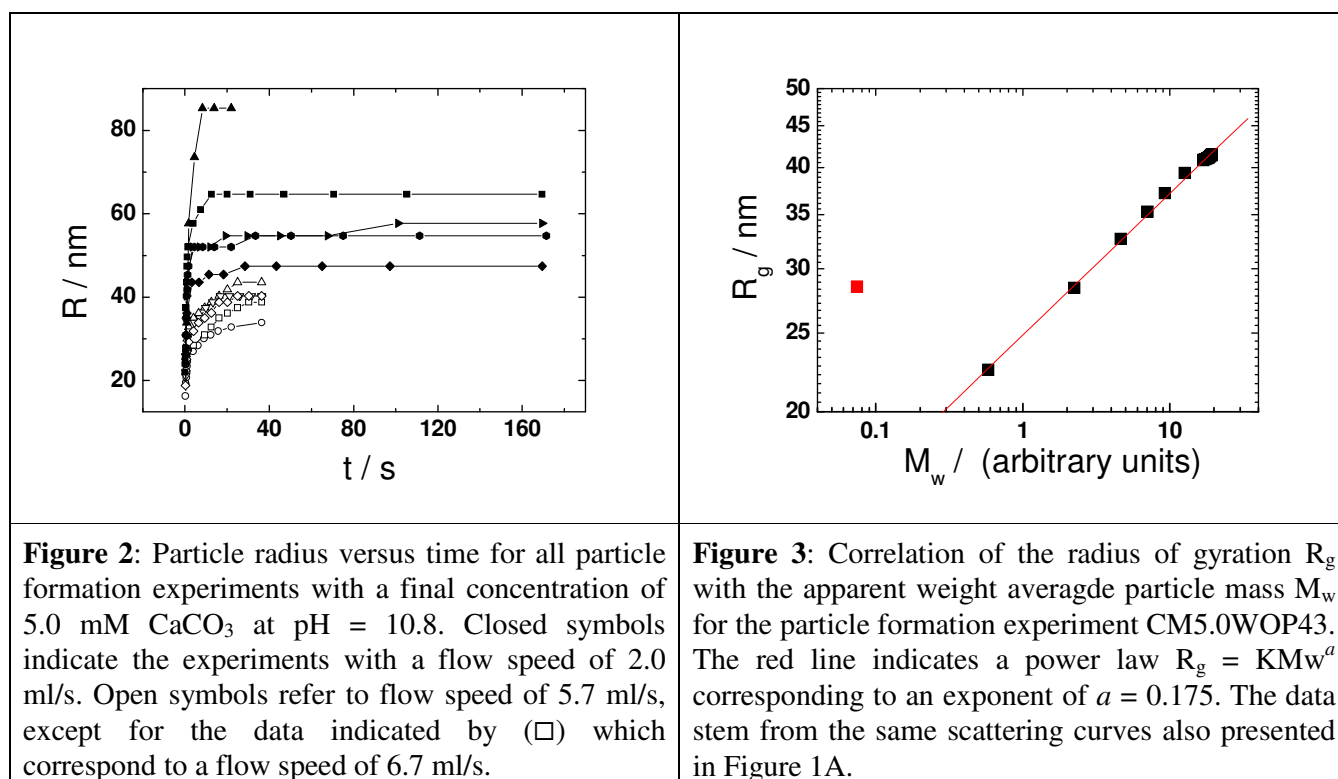 80
60
40
20
R / nm
0
40
80
120
160
t / s
50
45
40
35
30
25
20
R_g / nm
0.1
1
10
M_w / (arbitrary units)
Figure 2: Particle radius versus time for all particle
formation experiments with a final concentration of
5.0 mM CaCO₃ at pH = 10.8. Closed symbols
indicate the experiments with a flow speed of 2.0
ml/s. Open symbols refer to flow speed of 5.7 ml/s,
except for the data indicated by (□) which
correspond to a flow speed of 6.7 ml/s.
Figure 3: Correlation of the radius of gyration R_g
with the apparent weight averagde particle mass M_w
for the particle formation experiment CM5.0WOP43.
The red line indicates a power law R_g = KMw^a
corresponding to an exponent of a = 0.175. The data
stem from the same scattering curves also presented
in Figure 1A.